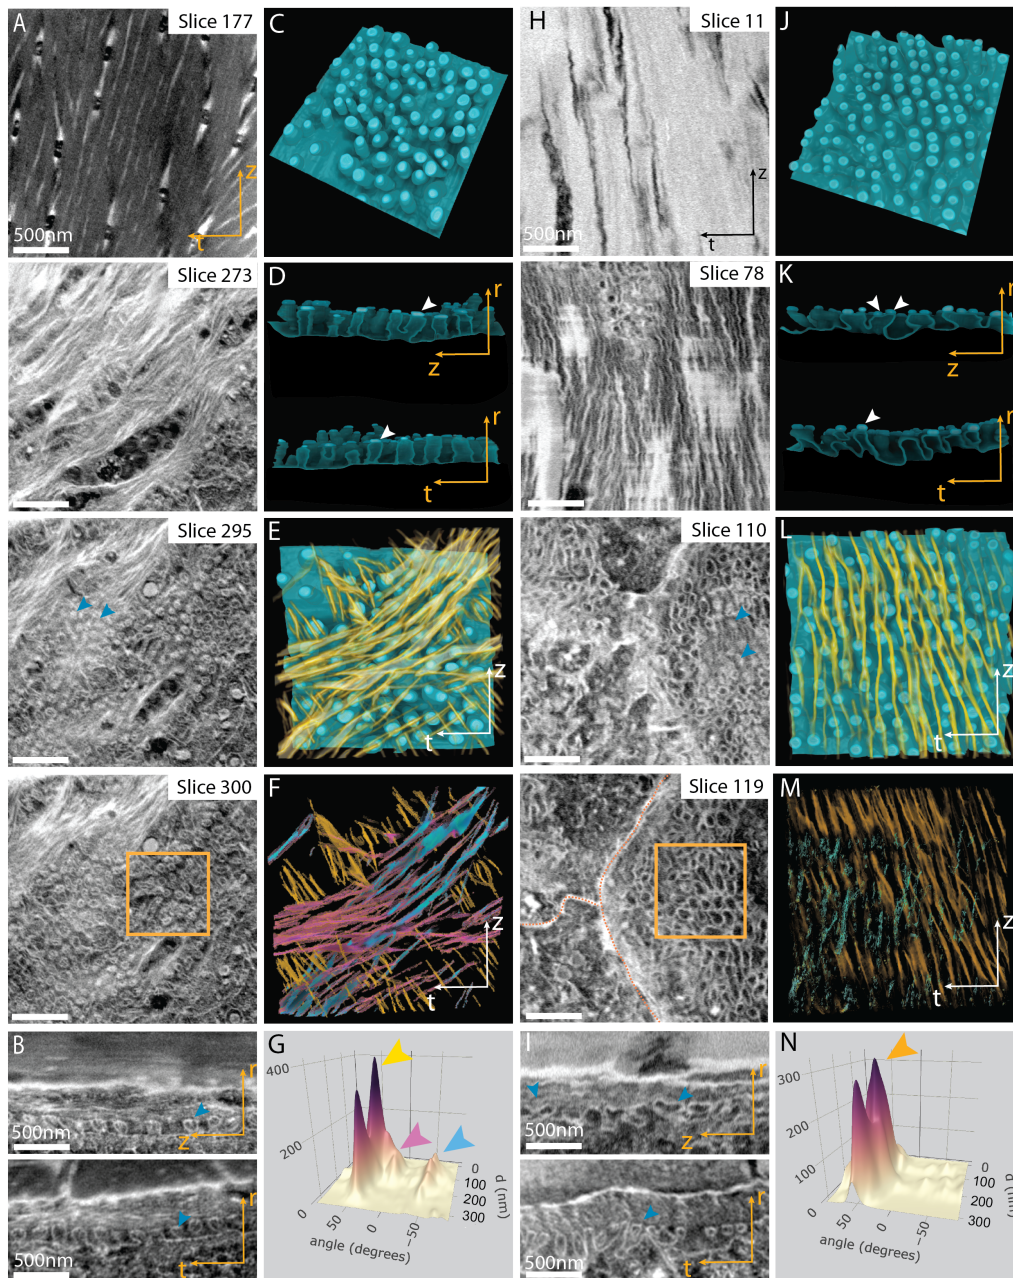 A
Slice 177
z
t
500nm
C
H
Slice 11
z
t
500nm
J
Slice 273
D
r
z
r
t
Slice 78
K
r
z
r
t
Slice 295
E
z
t
Slice 110
L
z
t
Slice 300
F
z
t
Slice 119
M
z
t
B
r
z
500nm
r
t
500nm
G
400
200
0
50
0
−50
angle (degrees)
0
100
200
300
d (nm)
I
r
z
500nm
r
t
500nm
N
300
200
100
0
50
0
−50
angle (degrees)
0
100
200
300
d (nm)